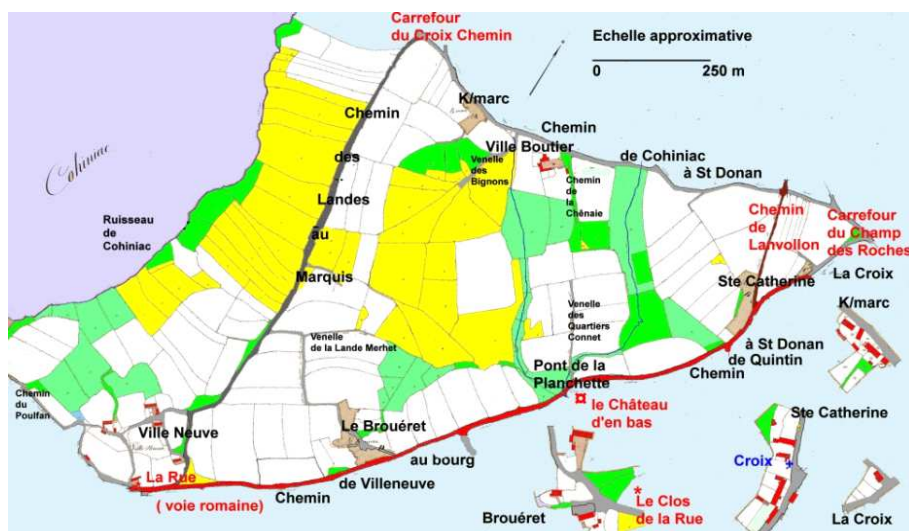 Carrefour
du Croix Chemin
Echelle approximative
0 250 m
K/marc
Chemin
des
Landes
au
Marquis
Chemin
Ville Boutier
de Cohiniac
à St Donan
Venelle
des
Bignons
Chemin
de
la
Chênaie
Cohiniac
Ruisseau
de
Cohiniac
Chemin
de
Lanvollon
Carrefour
du Champ
des Roches
La Croix
Ste Catherine
K/marc
Venelle
des
Quartiers
Connet
Venelle
de la Lande Merhet
à St Donan
de Quintin
Chemin
Pont de la
Planchette
le Château
d'en bas
Chemin
du
Poulfan
Ville Neuve
Le Brouéret
La Rue
( voie romaine)
Chemin
de Villeneuve
au bourg
Brouéret
Le Clos
de la Rue
Ste Catherine
Croix
La Croix